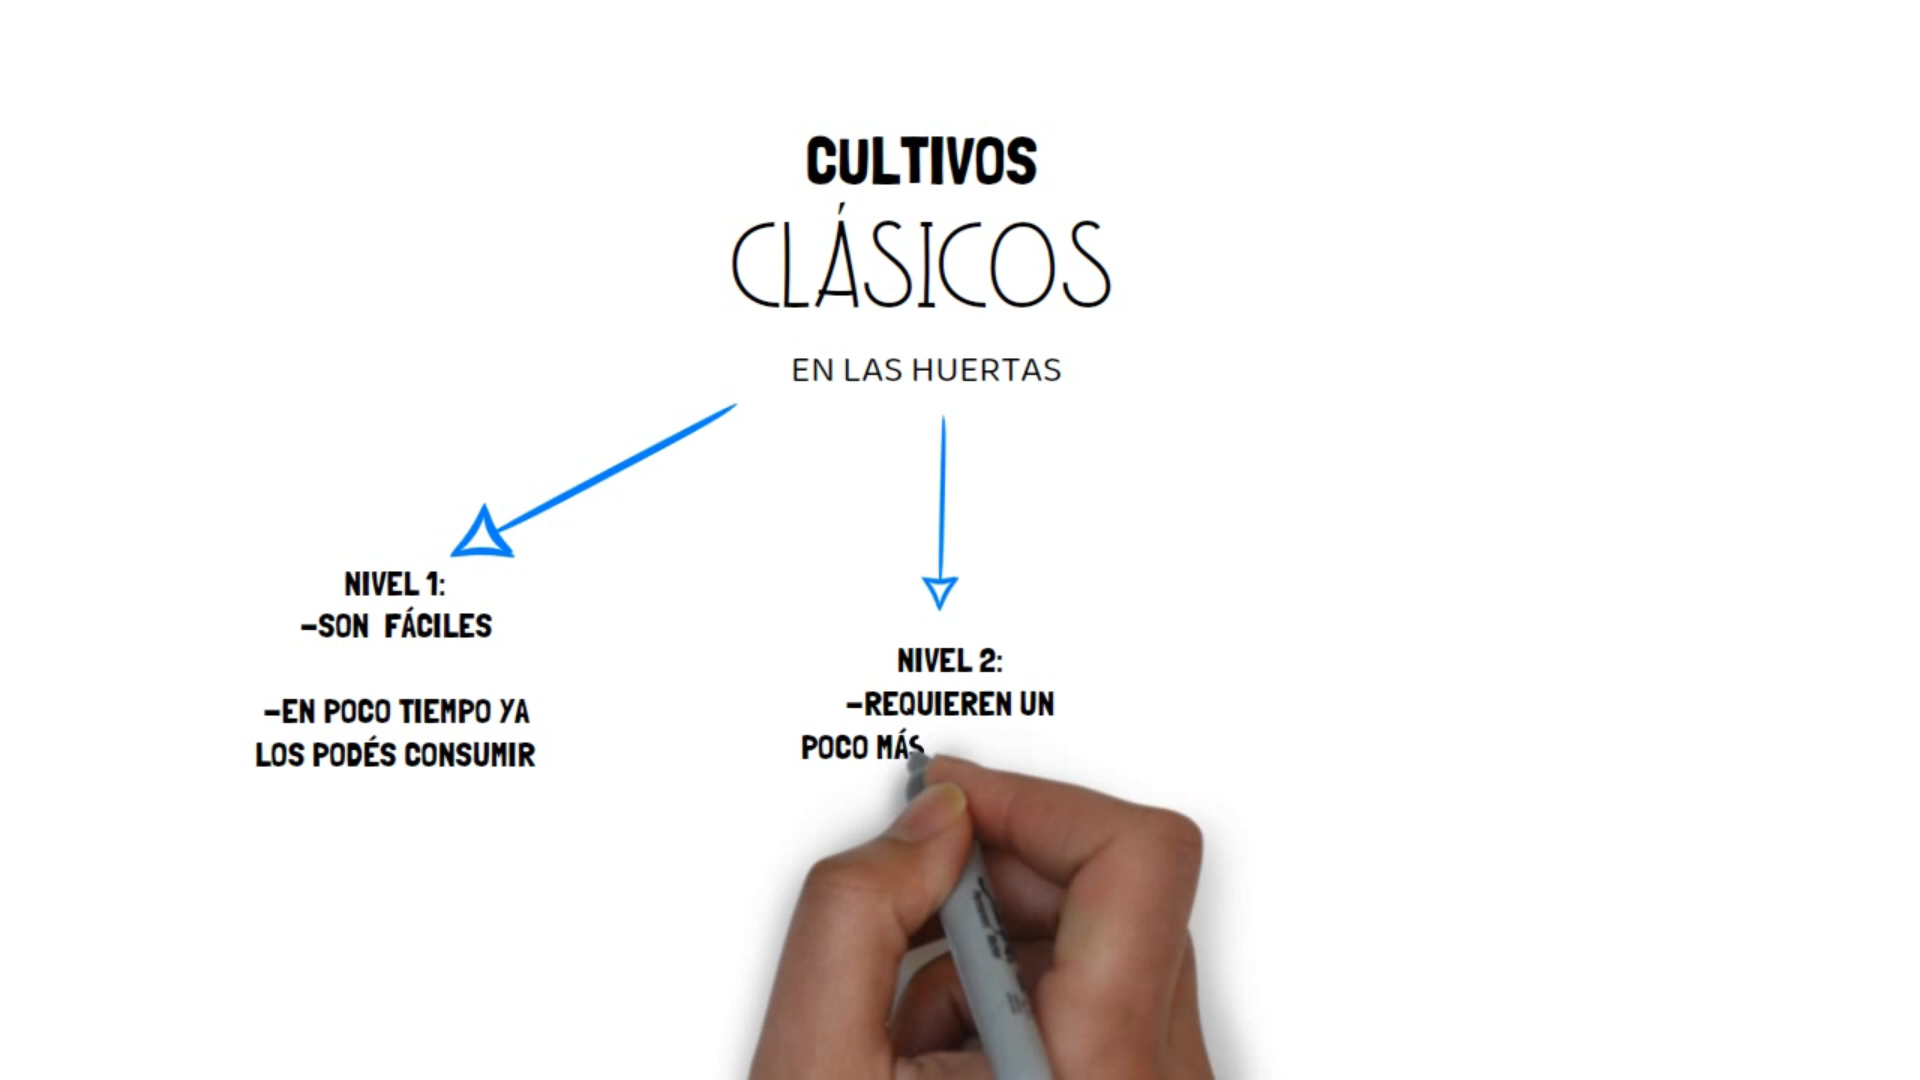 CULTIVOS
CLÁSICOS
EN LAS HUERTAS
NIVEL 1:
-SON FÁCILES
-EN POCO TIEMPO YA
LOS PODÉS CONSUMIR
NIVEL 2:
-REQUIEREN UN
POCO MÁS